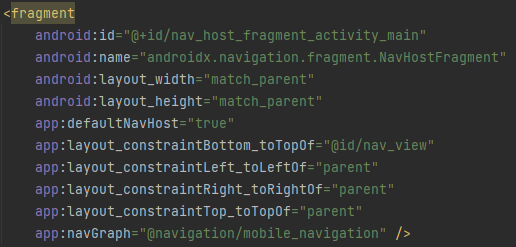 <fragment
android:id="@+id/nav_host_fragment_activity_main"
android:name="androidx.navigation.fragment.NavHostFragment"
android:layout_width="match_parent"
android:layout_height="match_parent"
app:defaultNavHost="true"
app:layout_constraintBottom_toTopOf="@id/nav_view"
app:layout_constraintLeft_toLeftOf="parent"
app:layout_constraintRight_toRightOf="parent"
app:layout_constraintTop_toTopOf="parent"
app:navGraph="@navigation/mobile_navigation" />